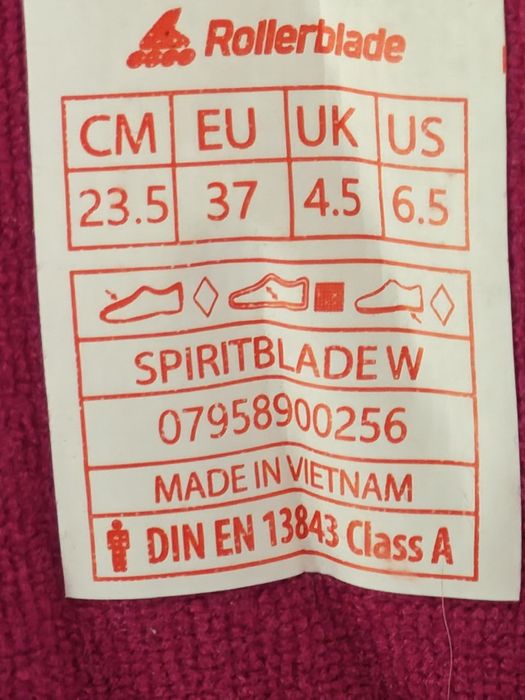 Rollerblade
CM EU UK US
23.5 37 4.5 6.5
SPIRITBLADE W
07958900256
MADE IN VIETNAM
DIN EN 13843 Class A